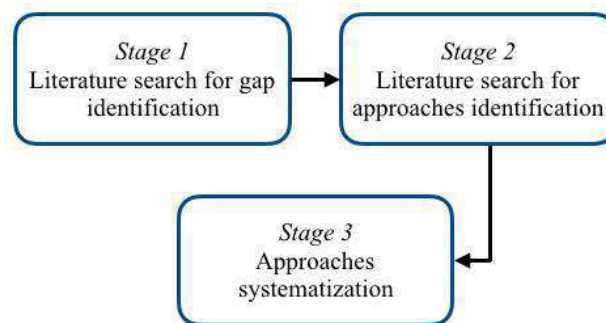 Stage 1
Literature search for gap
identification
Stage 2
Literature search for
approaches identification
Stage 3
Approaches
systematization